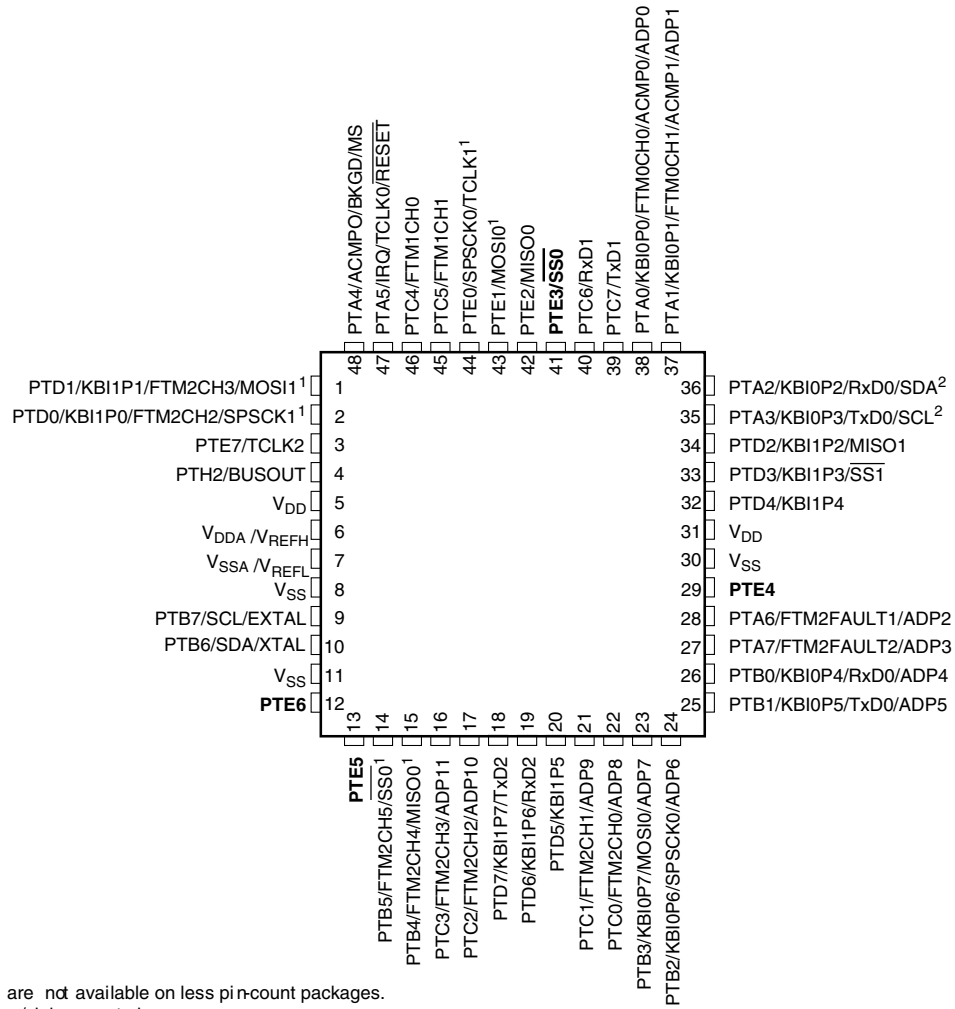 PTA4/ACMPO/BKGD/MS
PTA5/IRQ/TCLK0/RESET
PTC4/FTM1CH0
PTC5/FTM1CH1
PTE0/SPSCK0/TCLK1¹
PTE1/MOSI0¹
PTE2/MISO0
PTE3/SS0
PTC6/RxD1
PTC7/TxD1
PTA0/KBI0P0/FTM0CH0/ACMP0/ADP0
PTA1/KBI0P1/FTM0CH1/ACMP1/ADP1
48 47 46 45 44 43 42 41 40 39 38 37
PTD1/KBI1P1/FTM2CH3/MOSI1¹ 1
PTD0/KBI1P0/FTM2CH2/SPSCK1¹ 2
PTE7/TCLK2 3
PTH2/BUSOUT 4
VDD 5
VDDA /VREFH 6
VSSA /VREFL 7
VSS 8
PTB7/SCL/EXTAL 9
PTB6/SDA/XTAL 10
VSS 11
PTE6 12
36 PTA2/KBI0P2/RxD0/SDA²
35 PTA3/KBI0P3/TxD0/SCL²
34 PTD2/KBI1P2/MISO1
33 PTD3/KBI1P3/SS1
32 PTD4/KBI1P4
31 VDD
30 VSS
29 PTE4
28 PTA6/FTM2FAULT1/ADP2
27 PTA7/FTM2FAULT2/ADP3
26 PTB0/KBI0P4/RxD0/ADP4
25 PTB1/KBI0P5/TxD0/ADP5
13 14 15 16 17 18 19 20 21 22 23 24
PTE5
PTB5/FTM2CH5/SS0¹
PTB4/FTM2CH4/MISO0¹
PTC3/FTM2CH3/ADP11
PTC2/FTM2CH2/ADP10
PTD7/KBI1P7/TxD2
PTD6/KBI1P6/RxD2
PTD5/KBI1P5
PTC1/FTM2CH1/ADP9
PTC0/FTM2CH0/ADP8
PTB3/KBI0P7/MOSI0/ADP7
PTB2/KBI0P6/SPSCK0/ADP6
are not available on less pin-count packages.